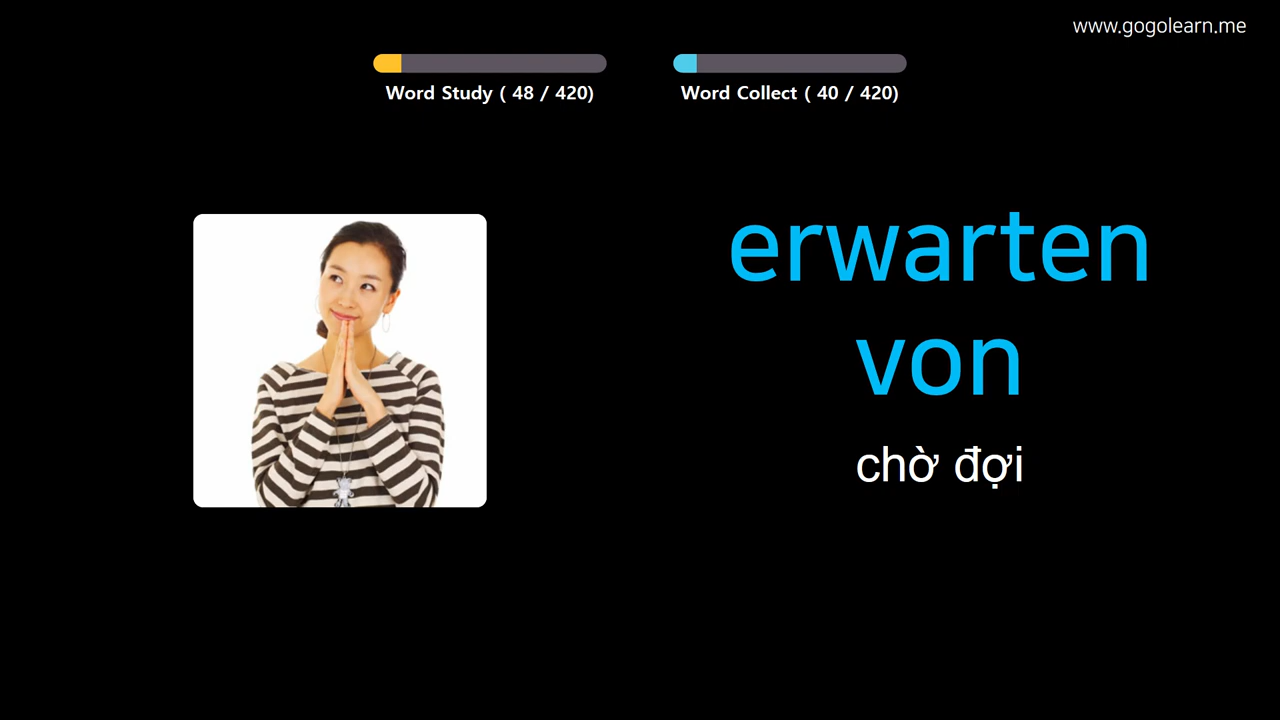 www.gogolearn.me
Word Study ( 48 / 420)
Word Collect ( 40 / 420)
erwarten
von
chờ đợi